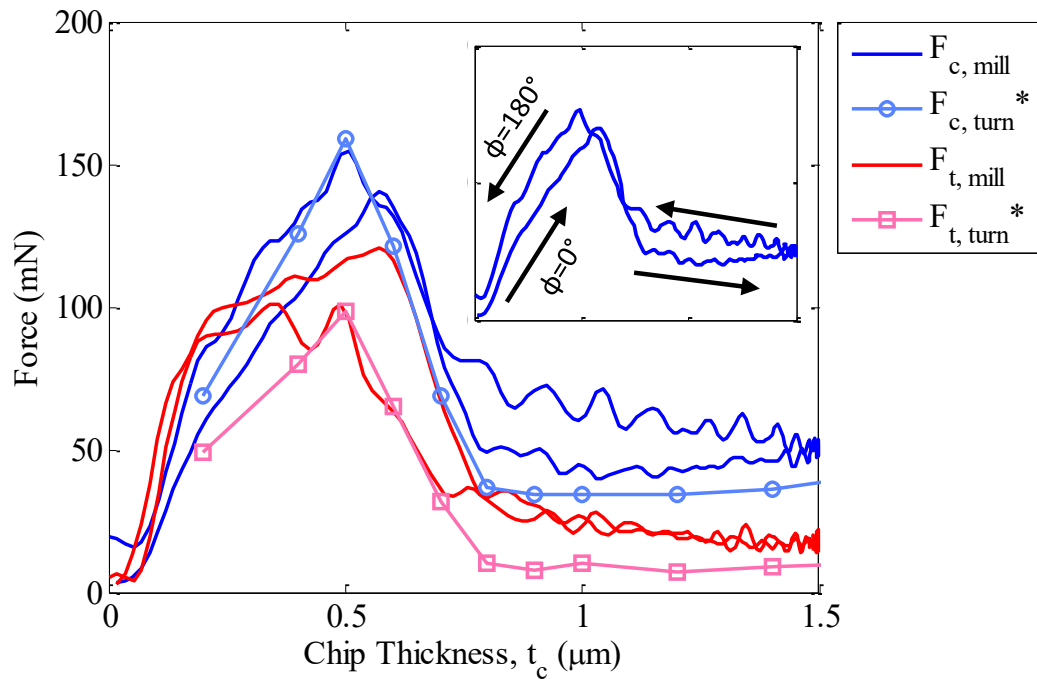 200
150
100
50
0
0
0.5
1
1.5
Force (mN)
Chip Thickness, t_c (μm)
ϕ=180°
ϕ=0°
F_c, mill
F_c, turn*
F_t, mill
F_t, turn*